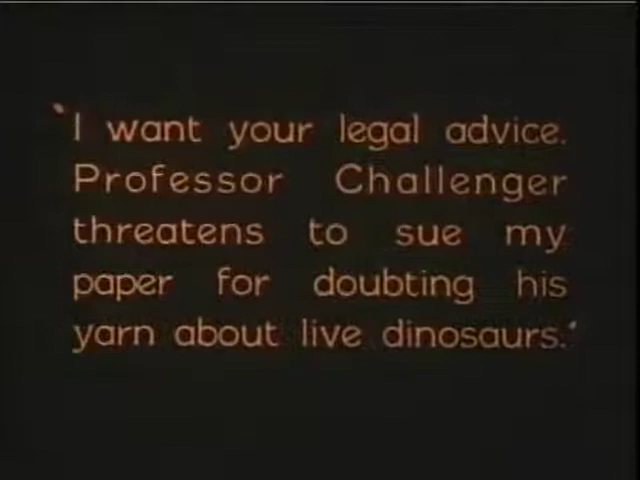 ‘I want your legal advice.
Professor Challenger
threatens to sue my
paper for doubting his
yarn about live dinosaurs.’